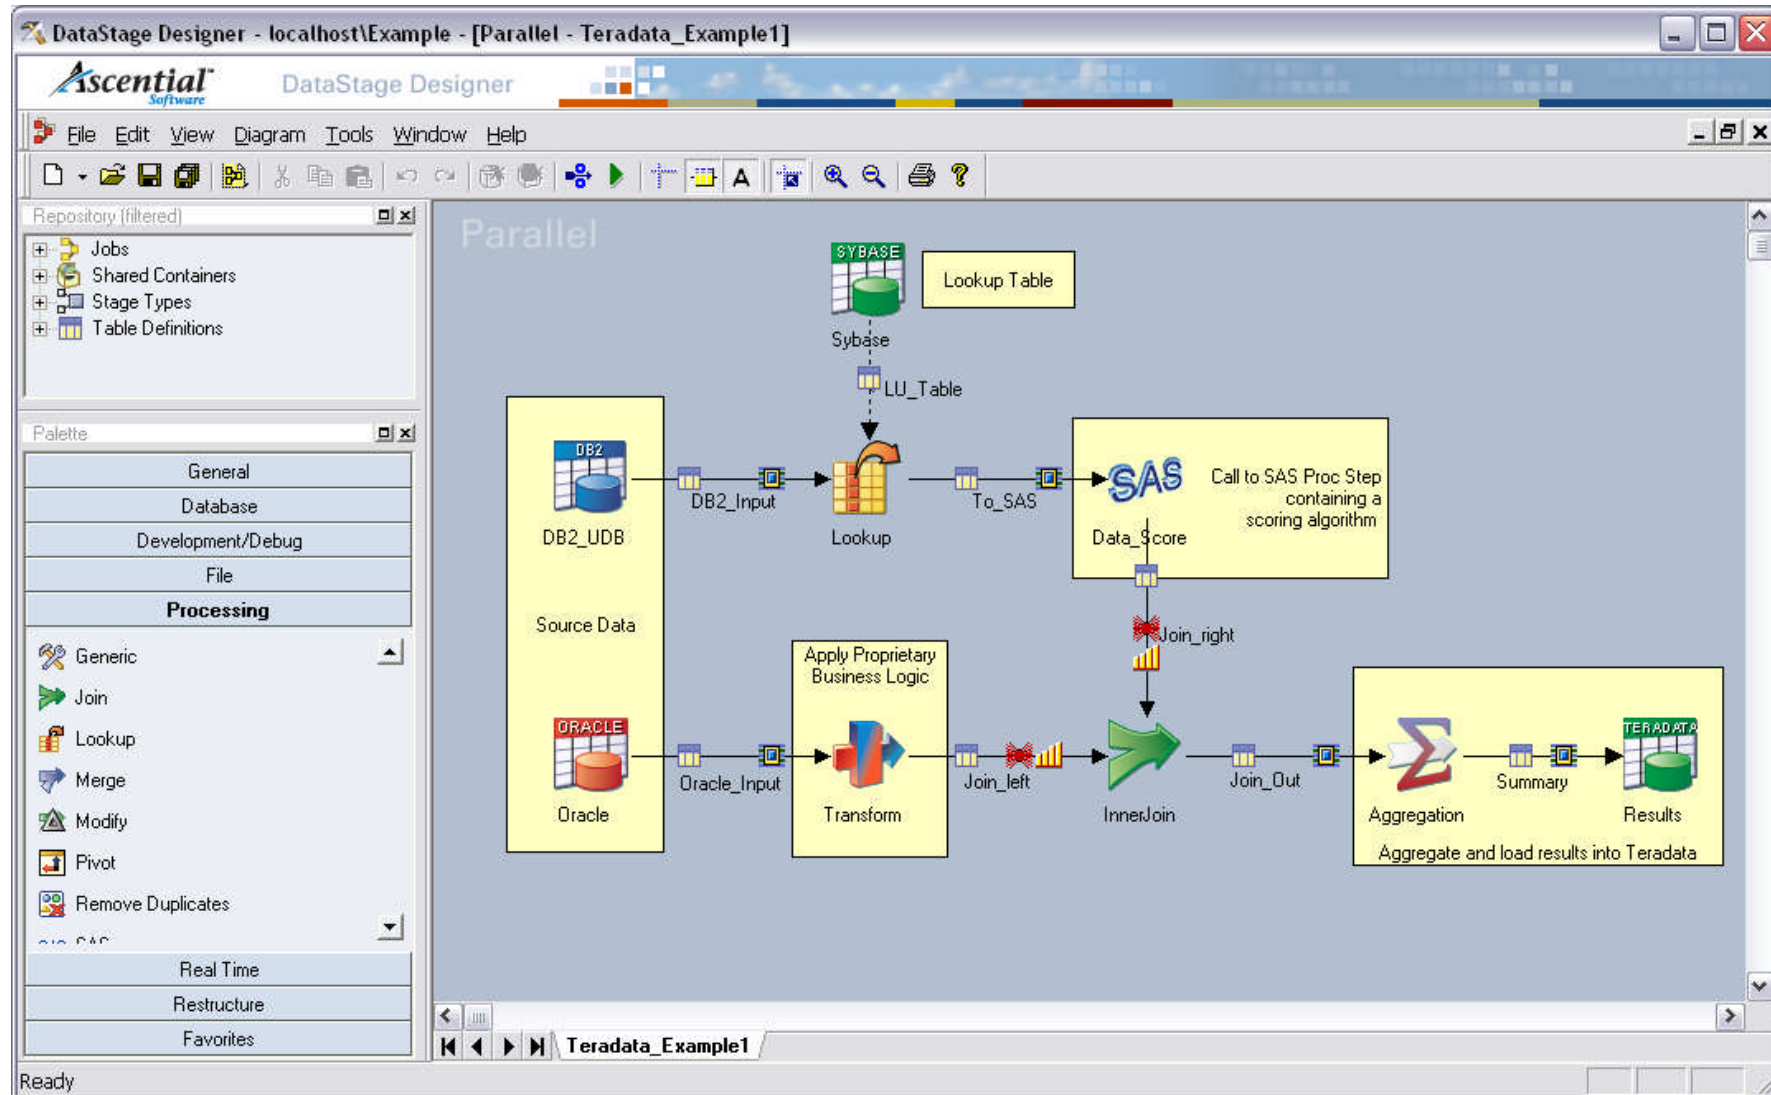 DataStage Designer - localhost\Example - [Parallel - Teradata_Example1]
Ascential™
Software
DataStage Designer
File Edit View Diagram Tools Window Help
A
Repository (filtered)
Jobs
Shared Containers
Stage Types
Table Definitions
Palette
General
Database
Development/Debug
File
Processing
Generic
Join
Lookup
Merge
Modify
Pivot
Remove Duplicates
Real Time
Restructure
Favorites
Parallel
SYBASE
Lookup Table
Sybase
LU_Table
DB2
DB2_UDB
DB2_Input
Lookup
To_SAS
SAS
Call to SAS Proc Step
containing a
scoring algorithm
Data_Score
Source Data
Join_right
Apply Proprietary
Business Logic
ORACLE
Oracle
Oracle_Input
Transform
Join_left
InnerJoin
Join_Out
Aggregation
Summary
TERADATA
Results
Aggregate and load results into Teradata
Teradata_Example1
Ready